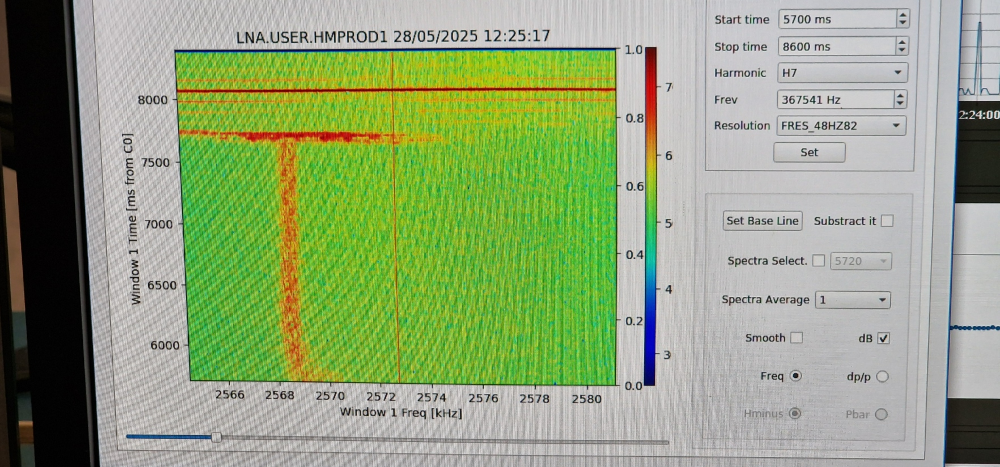 LNA.USER.HMPROD1 28/05/2025 12:25:17
8000
7500
7000
6500
6000
Window 1 Time [ms from C0]
2566 2568 2570 2572 2574 2576 2578 2580
Window 1 Freq [kHz]
1.0
0.8
0.6
0.4
0.2
0.0
7
6
5
4
3
Start time 5700 ms
Stop time 8600 ms
Harmonic H7
Frev 367541 Hz
Resolution FRES_48HZ82
Set
Set Base Line Substract it
Spectra Select. 5720
Spectra Average 1
Smooth dB
Freq dp/p
Hminus Pbar
2:24:00